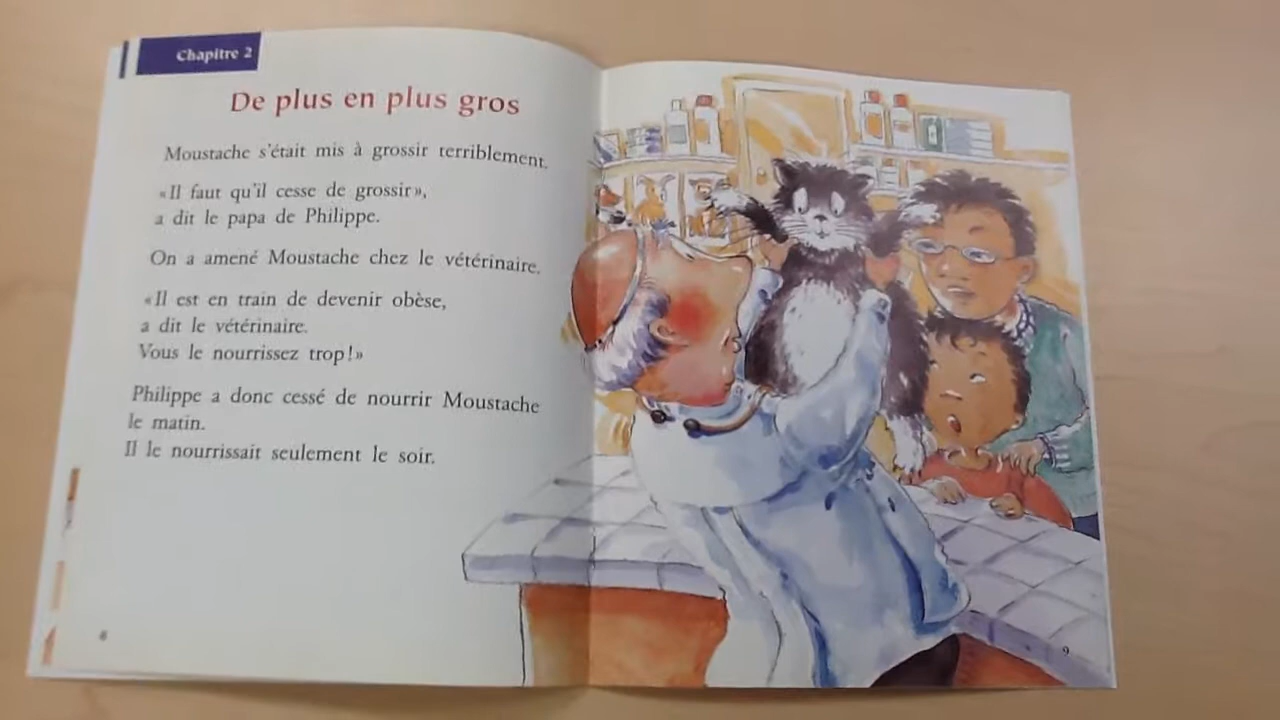 Chapitre 2
De plus en plus gros
Moustache s'était mis à grossir terriblement.
«Il faut qu'il cesse de grossir»,
a dit le papa de Philippe.
On a amené Moustache chez le vétérinaire.
«Il est en train de devenir obèse,
a dit le vétérinaire.
Vous le nourrissez trop!»
Philippe a donc cessé de nourrir Moustache
le matin.
Il le nourrissait seulement le soir.
8
9